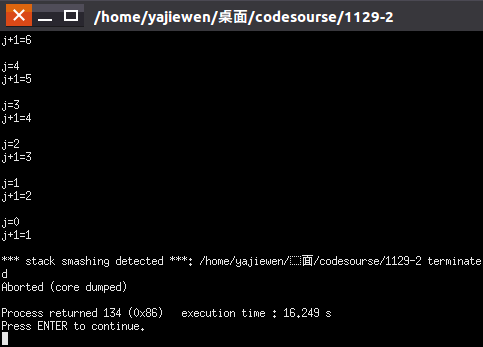 /home/yajiewen/桌面/codesourse/1129-2
j+1=6
j=4
j+1=5
j=3
j+1=4
j=2
j+1=3
j=1
j+1=2
j=0
j+1=1
*** stack smashing detected ***: /home/yajiewen/面/codesourse/1129-2 terminate
d
Aborted (core dumped)
Process returned 134 (0x86)   execution time : 16.249 s
Press ENTER to continue.